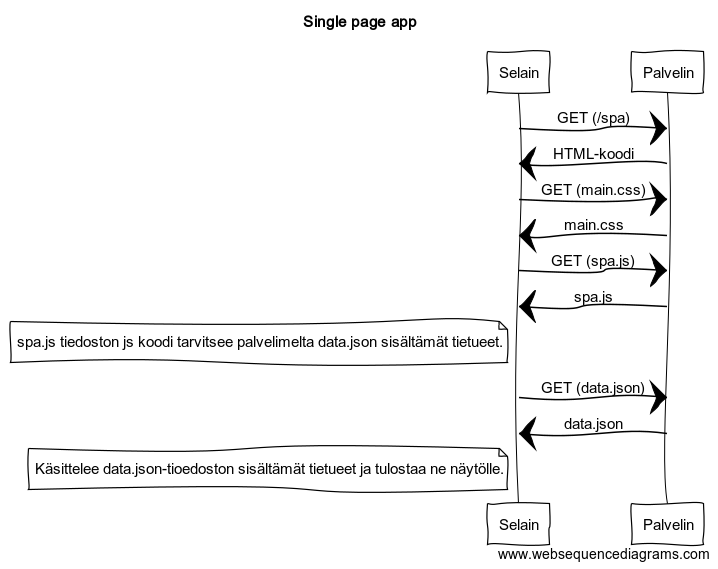 Single page app
Selain
Palvelin
GET (/spa)
HTML-koodi
GET (main.css)
main.css
GET (spa.js)
spa.js
spa.js tiedoston js koodi tarvitsee palvelimelta data.json sisältämät tietueet.
GET (data.json)
data.json
Käsittelee data.json-tioedoston sisältämät tietueet ja tulostaa ne näytölle.
Selain
Palvelin
www.websequencediagrams.com